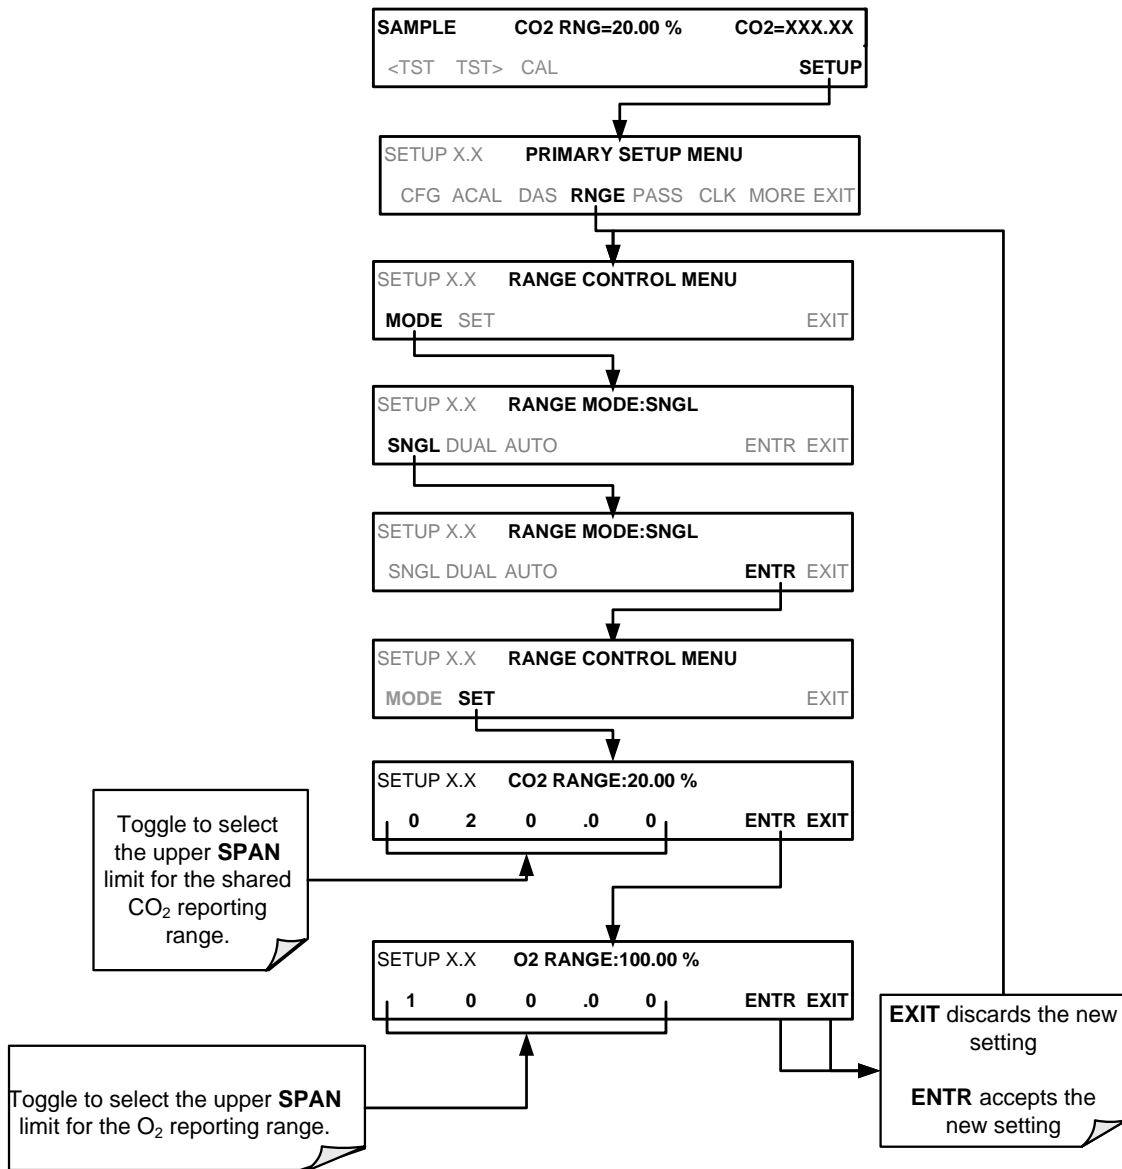 SAMPLE CO2 RNG=20.00 % CO2=XXX.XX
<TST TST> CAL SETUP
SETUP X.X PRIMARY SETUP MENU
CFG ACAL DAS RNGE PASS CLK MORE EXIT
SETUP X.X RANGE CONTROL MENU
MODE SET EXIT
SETUP X.X RANGE MODE:SNGL
SNGL DUAL AUTO ENTR EXIT
SETUP X.X RANGE MODE:SNGL
SNGL DUAL AUTO ENTR EXIT
SETUP X.X RANGE CONTROL MENU
MODE SET EXIT
SETUP X.X CO2 RANGE:20.00 %
0 2 0 .0 0 ENTR EXIT
Toggle to select
the upper SPAN
limit for the shared
CO₂ reporting
range.
SETUP X.X O2 RANGE:100.00 %
1 0 0 .0 0 ENTR EXIT
EXIT discards the new
setting
ENTR accepts the
new setting
Toggle to select the upper SPAN
limit for the O₂ reporting range.